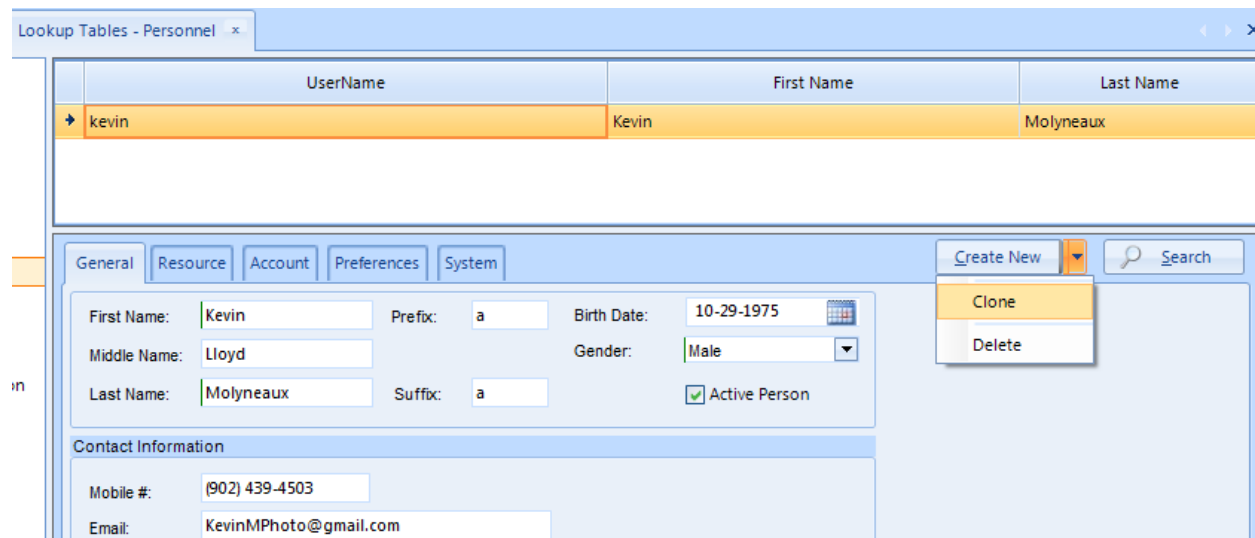 Lookup Tables - Personnel x
UserName First Name Last Name
kevin Kevin Molyneaux
General Resource Account Preferences System Create New Search
Clone
Delete
First Name: Kevin Prefix: a Birth Date: 10-29-1975
Middle Name: Lloyd Gender: Male
Last Name: Molyneaux Suffix: a Active Person
on
Contact Information
Mobile #: (902) 439-4503
Email: KevinMPhoto@gmail.com